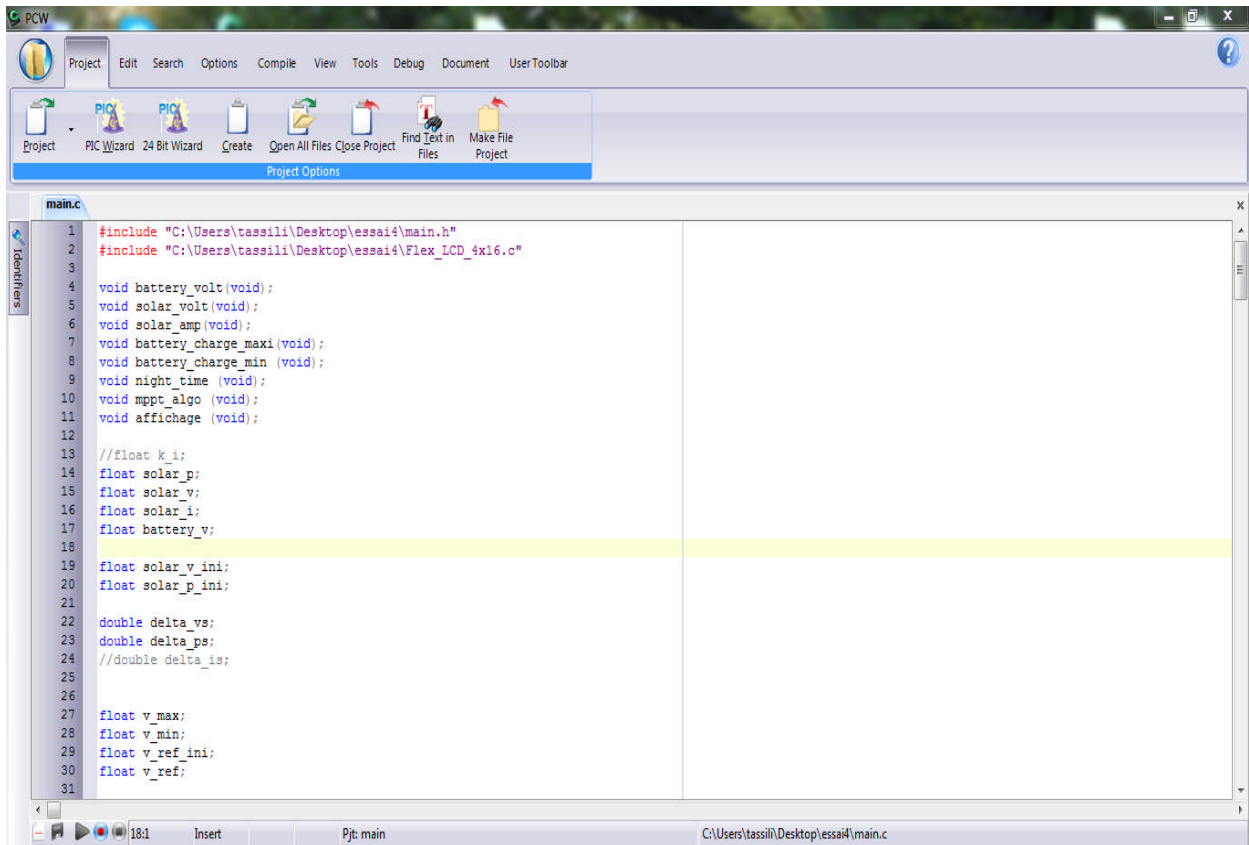 PCW
Project Edit Search Options Compile View Tools Debug Document UserToolbar
Project PIC Wizard 24 Bit Wizard Create Open All Files Close Project Find Text in Files Make File Project
Project Options
main.c
Identifiers
1 #include "C:\Users\tassili\Desktop\essai4\main.h"
2 #include "C:\Users\tassili\Desktop\essai4\Flex_LCD_4x16.c"
3
4 void battery_volt(void);
5 void solar_volt(void);
6 void solar_amp(void);
7 void battery_charge_maxi(void);
8 void battery_charge_min (void);
9 void night_time (void);
10 void mppt_algo (void);
11 void affichage (void);
12
13 //float k_i;
14 float solar_p;
15 float solar_v;
16 float solar_i;
17 float battery_v;
18
19 float solar_v_ini;
20 float solar_p_ini;
21
22 double delta_vs;
23 double delta_ps;
24 //double delta_is;
25
26
27 float v_max;
28 float v_min;
29 float v_ref_ini;
30 float v_ref;
31
18:1 Insert Pjt: main C:\Users\tassili\Desktop\essai4\main.c